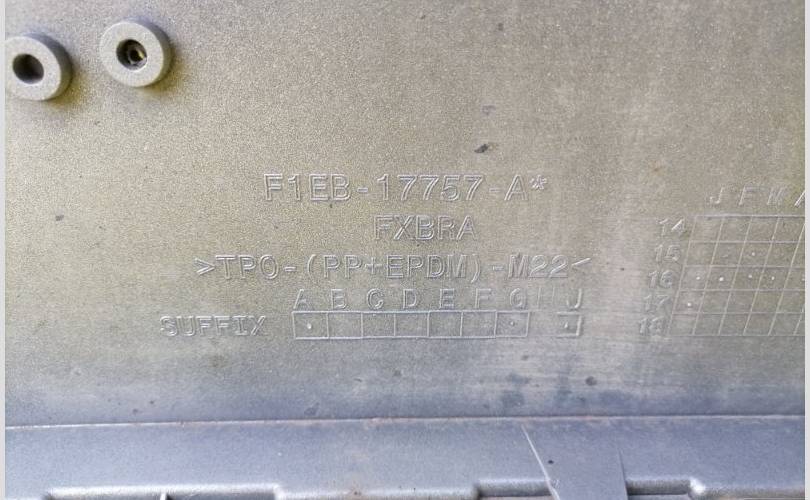 F1EB-17757-A*
FXBRA
>TPO-(PP+EPDM)-M22<
A B C D E F G H J
SUFFIX
J F M A
14
15
16
17
18